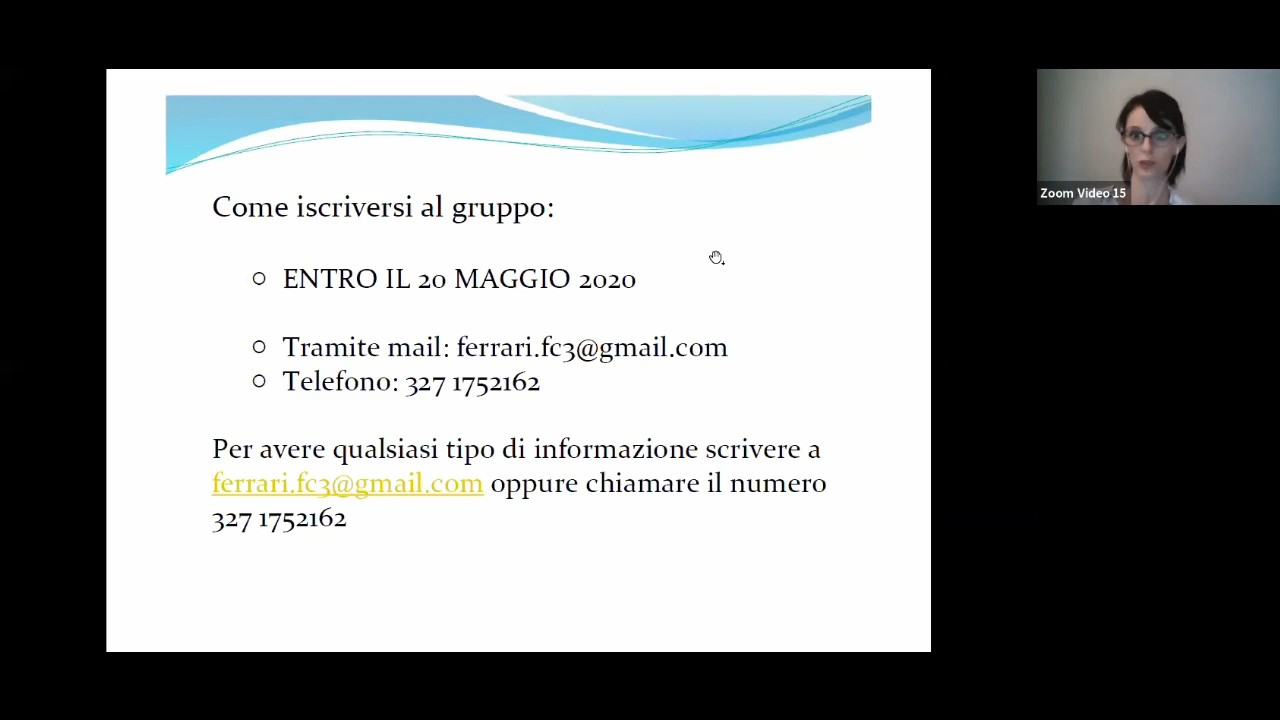 Come iscriversi al gruppo:
ENTRO IL 20 MAGGIO 2020
Tramite mail: ferrari.fc3@gmail.com
Telefono: 327 1752162
Per avere qualsiasi tipo di informazione scrivere a
ferrari.fc3@gmail.com oppure chiamare il numero
327 1752162
Zoom Video 15